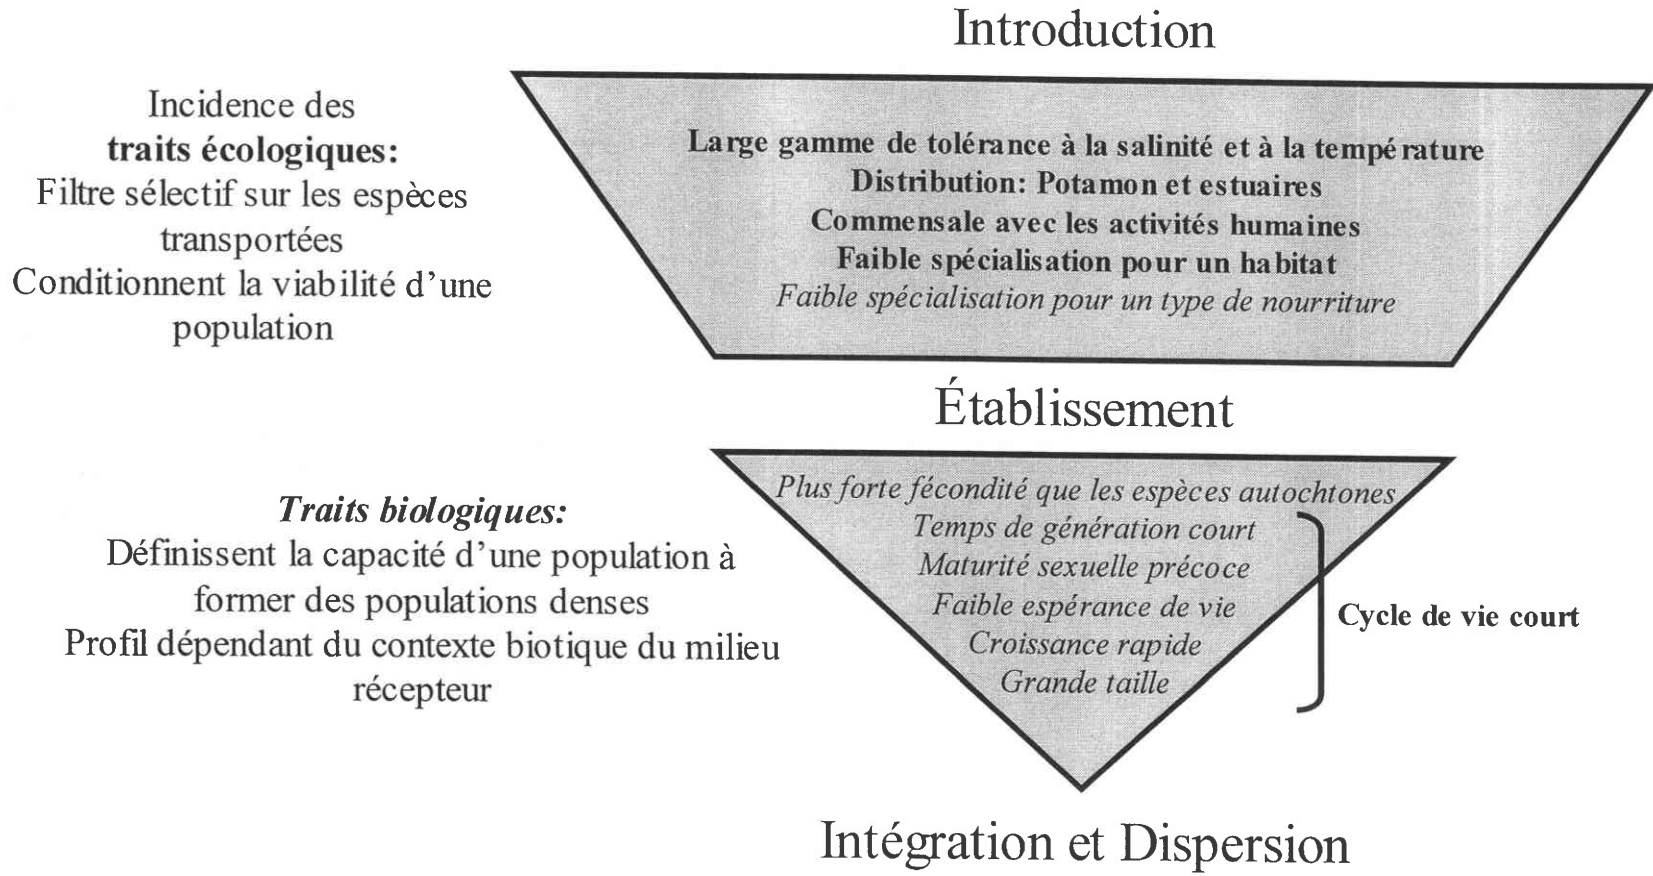 Introduction
Incidence des
traits écologiques:
Filtre sélectif sur les espèces
transportées
Conditionnent la viabilité d'une
population
Large gamme de tolérance à la salinité et à la température
Distribution: Potamon et estuaires
Commensale avec les activités humaines
Faible spécialisation pour un habitat
Faible spécialisation pour un type de nourriture
Établissement
Traits biologiques:
Définissent la capacité d'une population à
former des populations denses
Profil dépendant du contexte biotique du milieu
récepteur
Plus forte fécondité que les espèces autochtones
Temps de génération court
Maturité sexuelle précoce
Faible espérance de vie
Croissance rapide
Grande taille
Cycle de vie court
Intégration et Dispersion